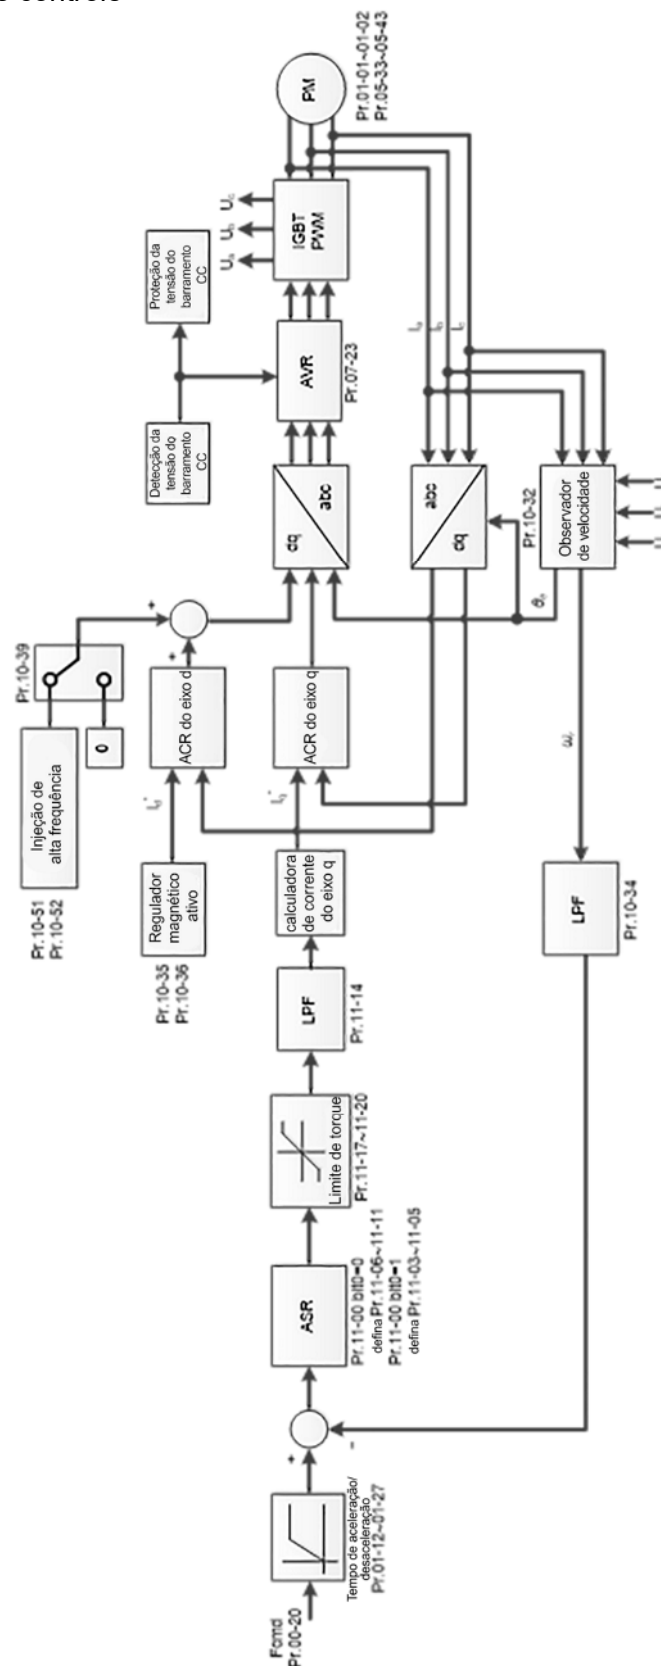 o controle
PM
Pr.01-01~01-02
Pr.05-33~05-43
IGBT
PWM
Uc
Ub
Ua
Proteção da
tensão do
barramento
CC
Detecção da
tensão do
barramento
CC
AVR
Pr.07-23
Ia
Ib
Ic
dq
abc
abc
dq
Pr.10-32
Observador
de velocidade
θe
Pr.10-39
+
+
ACR do eixo d
ACR do eixo q
0
Injeção de
alta frequência
Pr.10-51
Pr.10-52
Id*
Iq*
ωr
Regulador
magnético
ativo
Pr.10-35
Pr.10-36
calculadora
de corrente
do eixo q
LPF
Pr.10-34
LPF
Pr.11-14
Limite de torque
Pr.11-17~11-20
ASR
Pr.11-00 bit0=0
defina Pr.11-06~11-11
Pr.11-00 bit0=1
defina Pr.11-03~11-05
+
-
Tempo de aceleração/
desaceleração
Pr.01-12~01-27
Fcmd
Pr.00-20